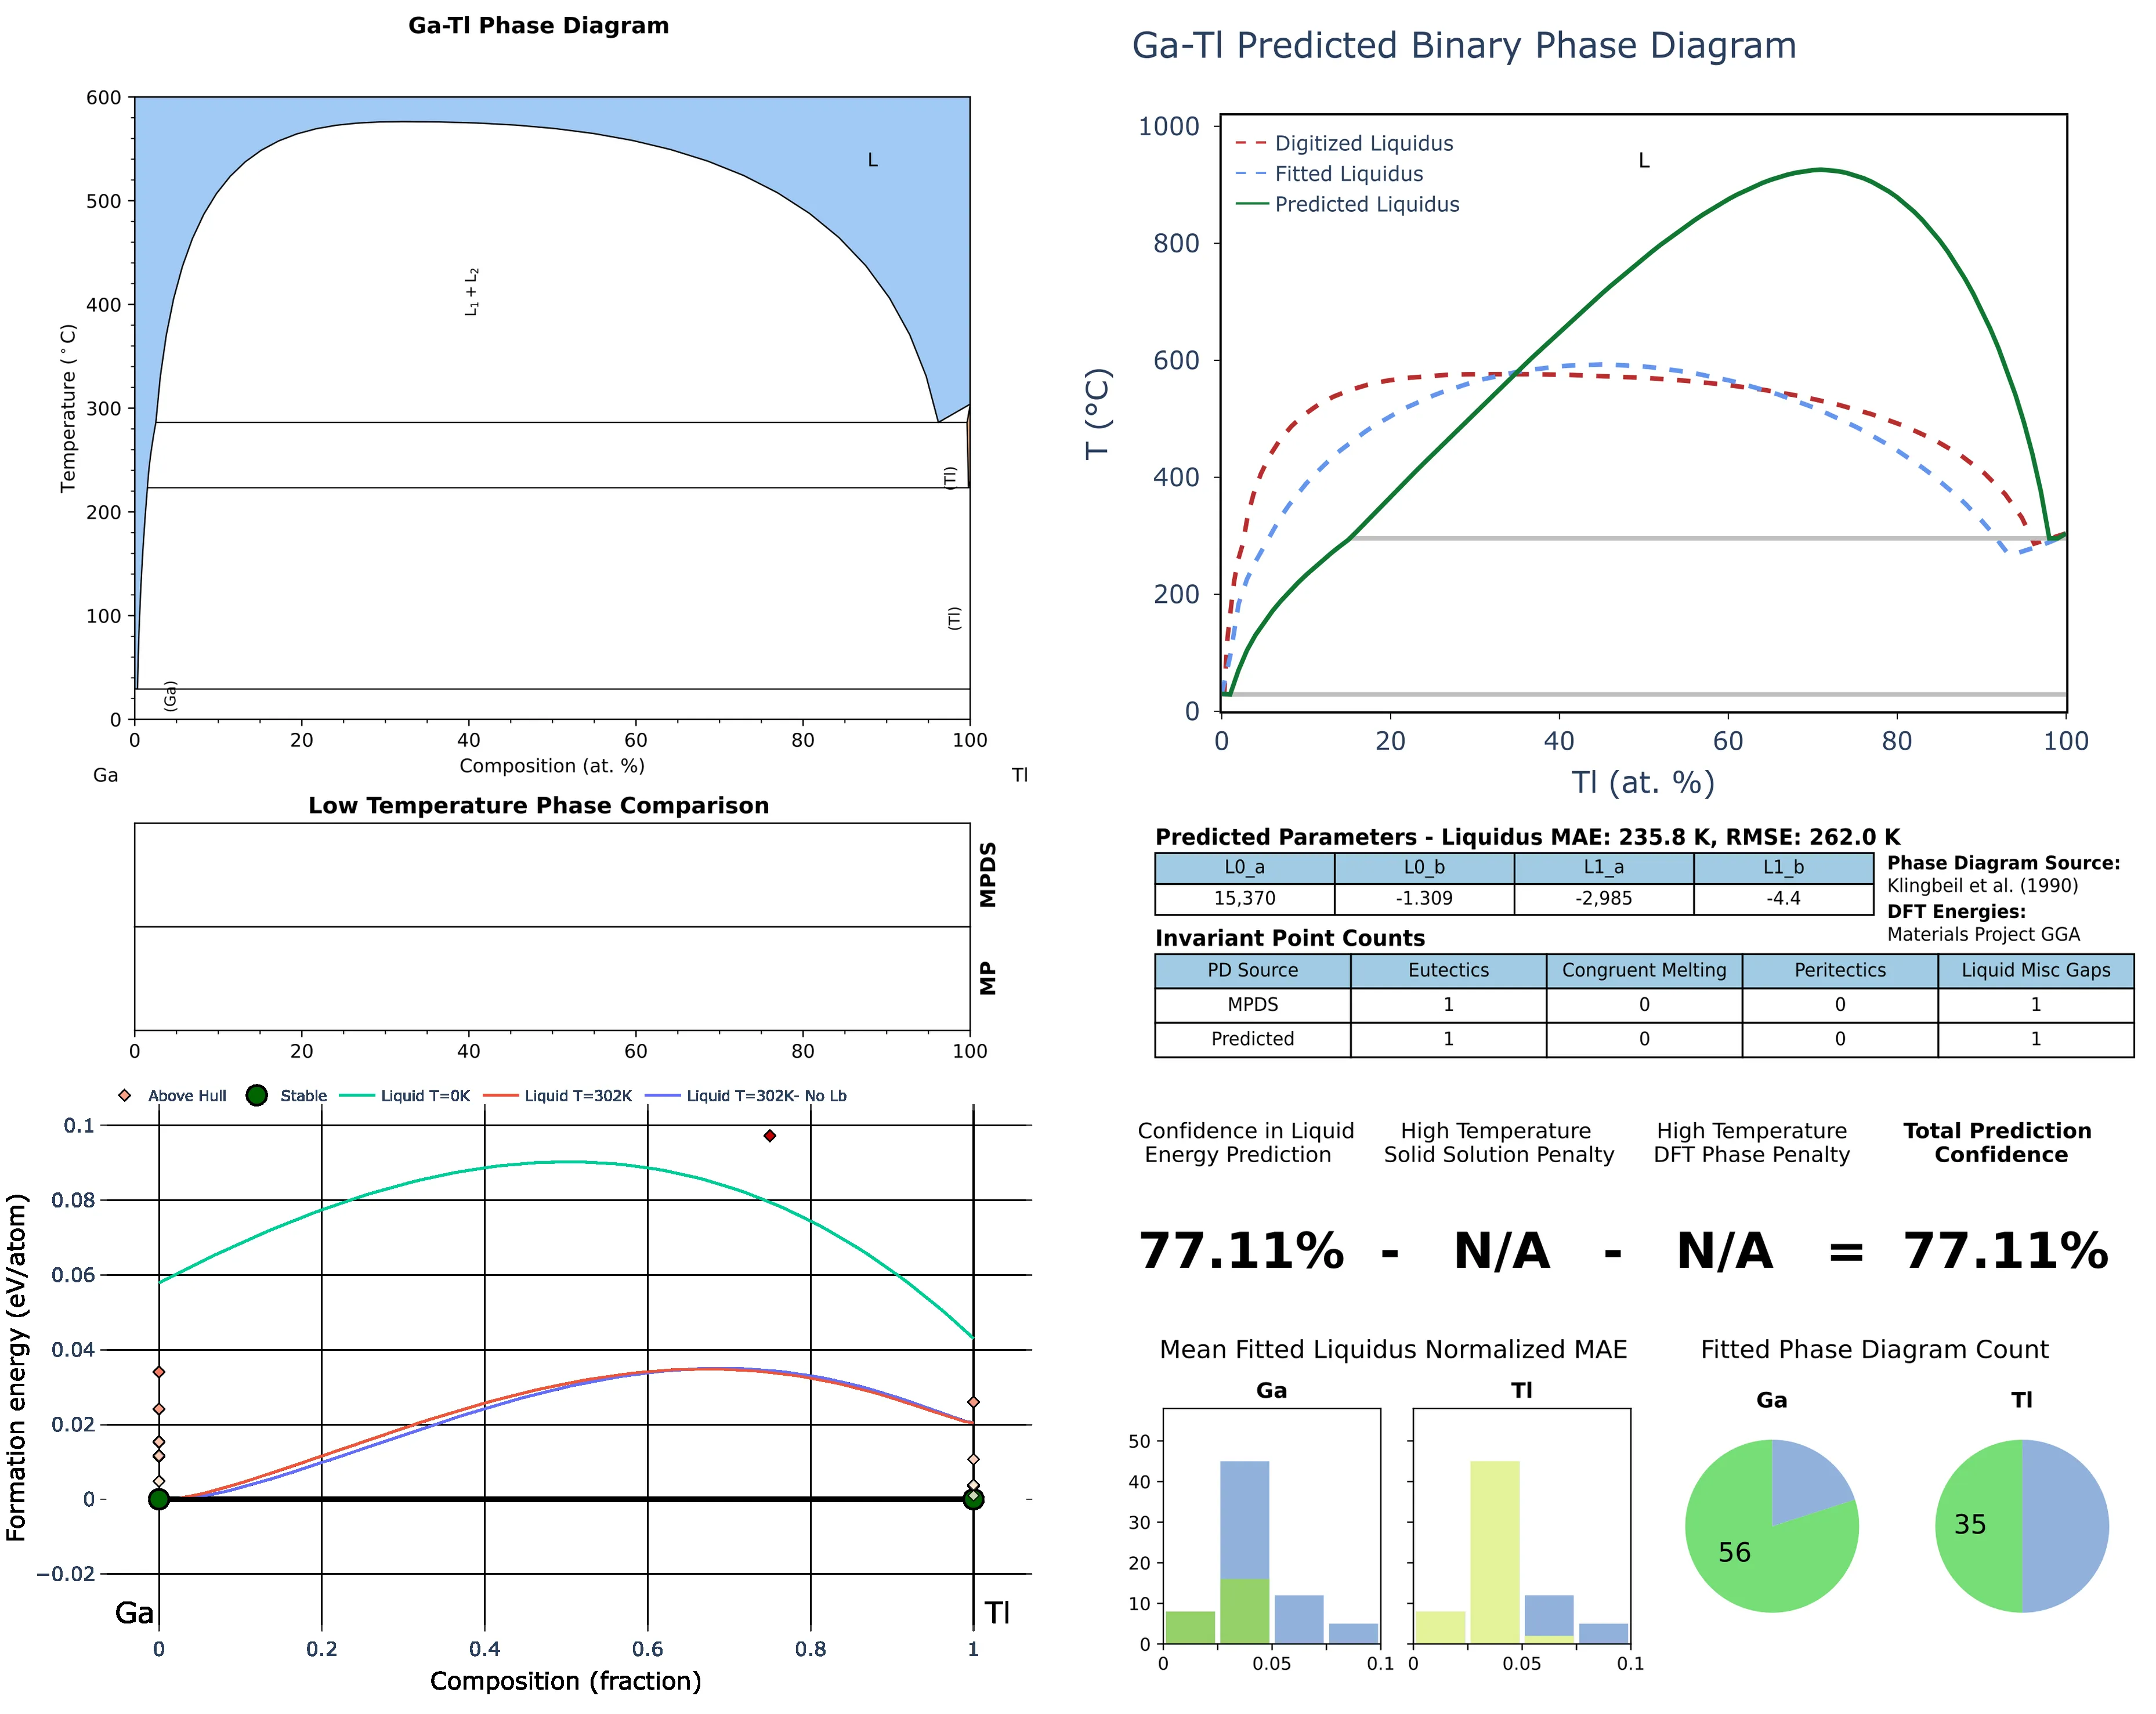 Ga-Tl Phase Diagram
600
500
400
300
200
100
0
Temperature (°C)
L
L₁ + L₂
(Tl)
(Tl)
(Ga)
0 20 40 60 80 100
Composition (at. %)
Ga Tl
Low Temperature Phase Comparison
MPDS
MP
0 20 40 60 80 100
Above Hull Stable Liquid T=0K Liquid T=302K Liquid T=302K- No Lb
0.1
0.08
0.06
0.04
0.02
0
−0.02
Formation energy (eV/atom)
Ga Tl
0 0.2 0.4 0.6 0.8 1
Composition (fraction)
Ga-Tl Predicted Binary Phase Diagram
1000
800
600
400
200
0
T (°C)
Digitized Liquidus
Fitted Liquidus
Predicted Liquidus
L
0 20 40 60 80 100
Tl (at. %)
Predicted Parameters - Liquidus MAE: 235.8 K, RMSE: 262.0 K
L0_a L0_b L1_a L1_b
15,370 -1.309 -2,985 -4.4
Phase Diagram Source:
Klingbeil et al. (1990)
DFT Energies:
Materials Project GGA
Invariant Point Counts
PD Source Eutectics Congruent Melting Peritectics Liquid Misc Gaps
MPDS 1 0 0 1
Predicted 1 0 0 1
Confidence in Liquid
Energy Prediction
High Temperature
Solid Solution Penalty
High Temperature
DFT Phase Penalty
Total Prediction
Confidence
77.11% - N/A - N/A = 77.11%
Mean Fitted Liquidus Normalized MAE
Ga Tl
50
40
30
20
10
0
0 0.05 0.1
0 0.05 0.1
Fitted Phase Diagram Count
Ga Tl
56
35